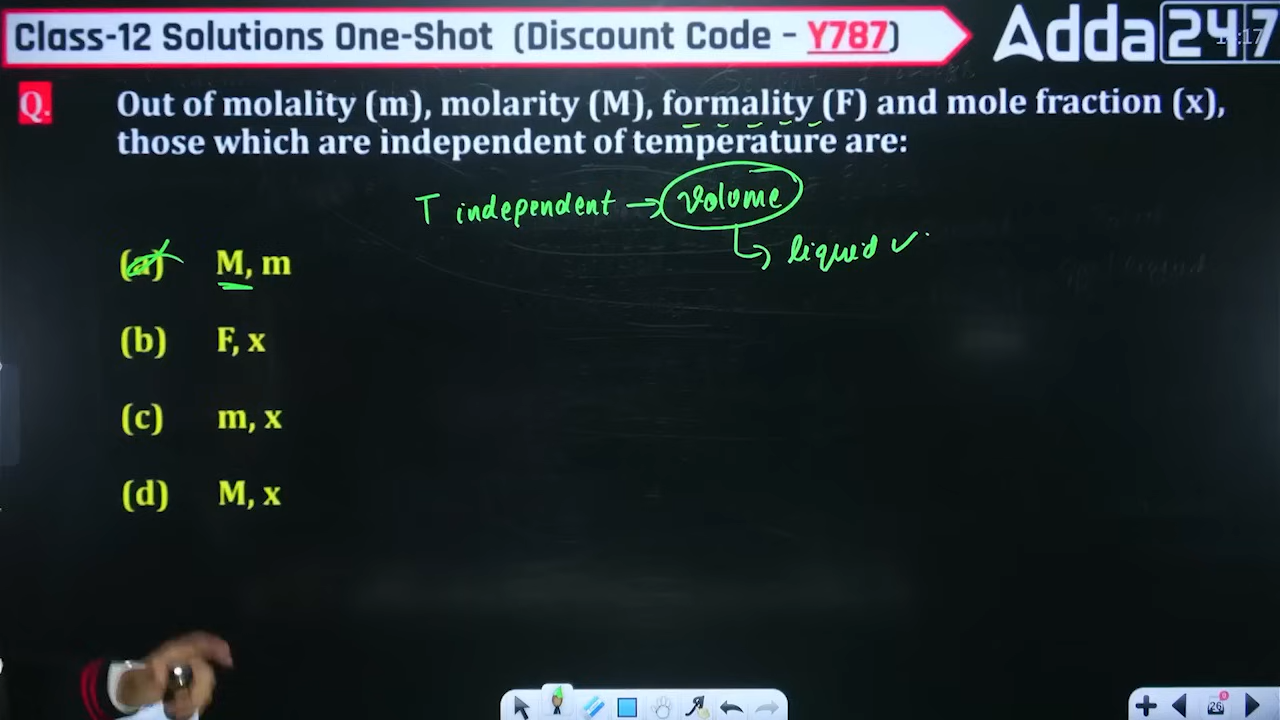 Class-12 Solutions One-Shot (Discount Code - Y787)
Adda247
Q. Out of molality (m), molarity (M), formality (F) and mole fraction (x),
those which are independent of temperature are:
T independent → volume
↳ liquid ✓
(a) M, m
(b) F, x
(c) m, x
(d) M, x
26